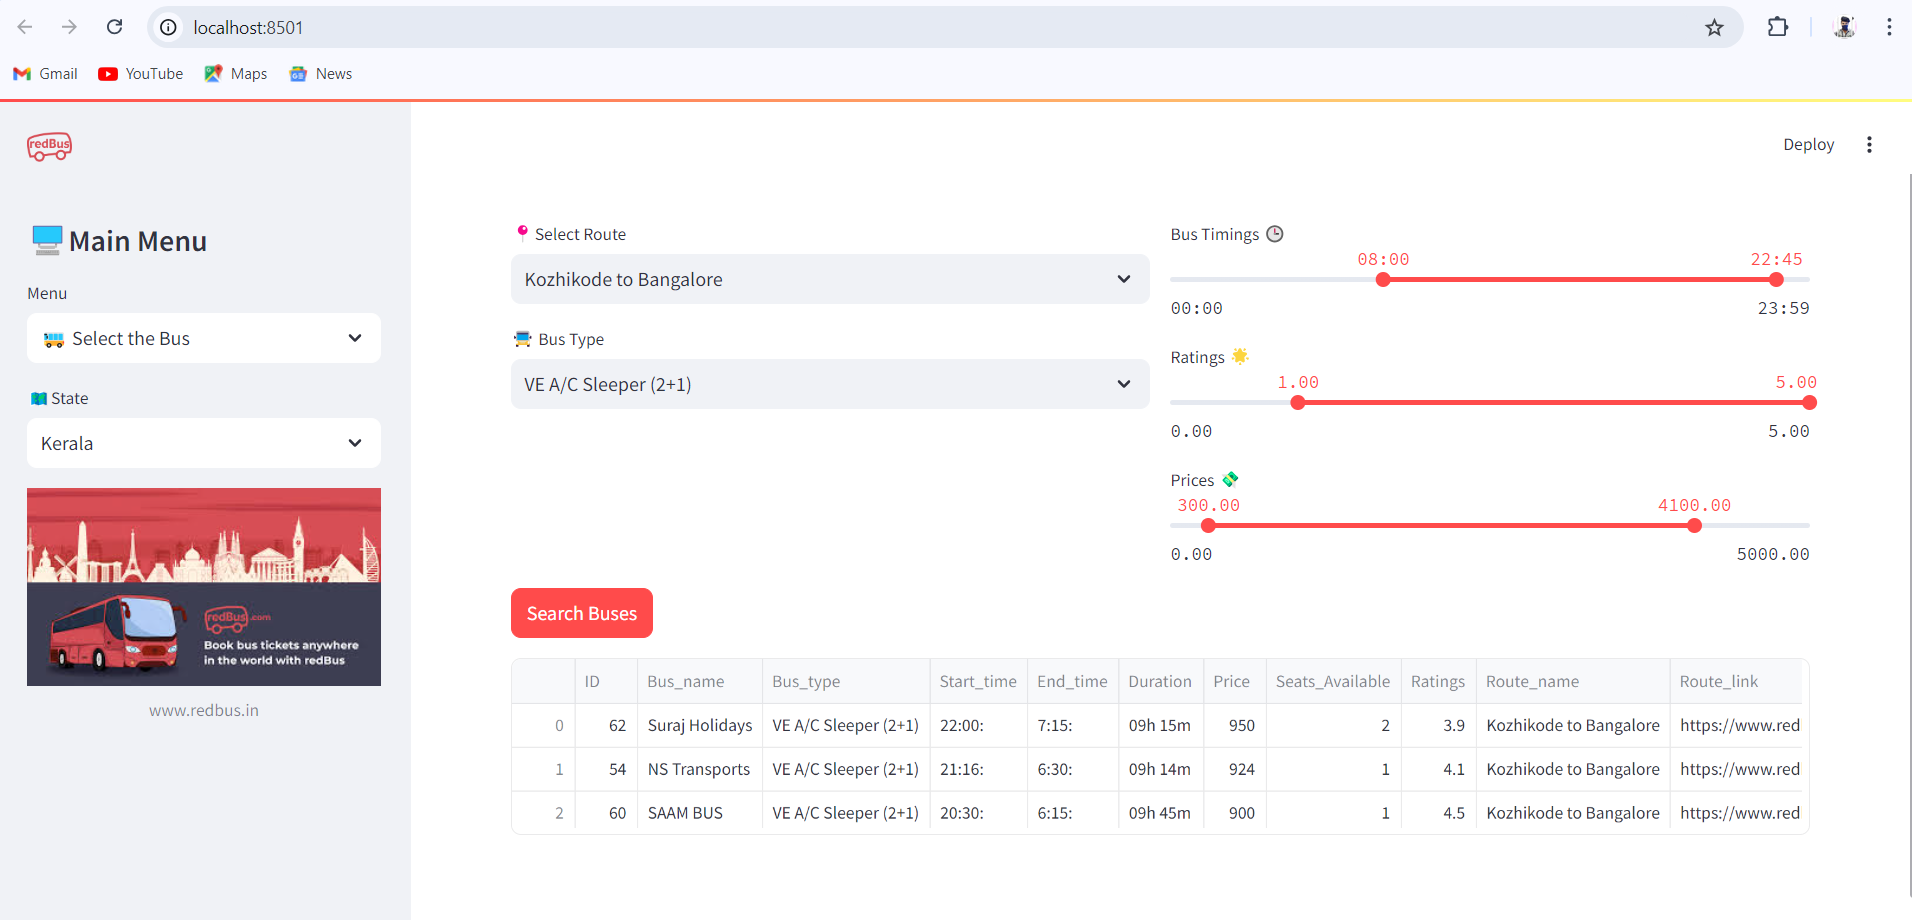 localhost:8501
Gmail YouTube Maps News
redBus
Deploy
Main Menu
Menu
Select the Bus
State
Kerala
redBus.com
Book bus tickets anywhere
in the world with redBus
www.redbus.in
Select Route
Kozhikode to Bangalore
Bus Type
VE A/C Sleeper (2+1)
Bus Timings
08:00 22:45
00:00 23:59
Ratings
1.00 5.00
0.00 5.00
Prices
300.00 4100.00
0.00 5000.00
Search Buses
ID Bus_name Bus_type Start_time End_time Duration Price Seats_Available Ratings Route_name Route_link
0 62 Suraj Holidays VE A/C Sleeper (2+1) 22:00: 7:15: 09h 15m 950 2 3.9 Kozhikode to Bangalore https://www.red
1 54 NS Transports VE A/C Sleeper (2+1) 21:16: 6:30: 09h 14m 924 1 4.1 Kozhikode to Bangalore https://www.red
2 60 SAAM BUS VE A/C Sleeper (2+1) 20:30: 6:15: 09h 45m 900 1 4.5 Kozhikode to Bangalore https://www.red